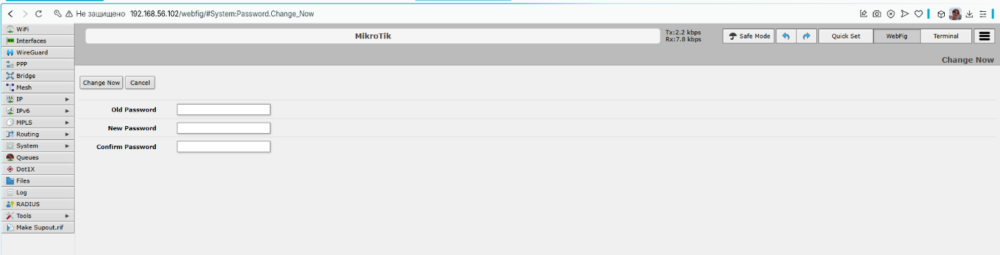 Не защищено 192.168.56.102/webfig/#System:Password.Change_Now
WiFi
Interfaces
WireGuard
PPP
Bridge
Mesh
IP
IPv6
MPLS
Routing
System
Queues
Dot1X
Files
Log
RADIUS
Tools
Make Supout.rif
MikroTik
Tx:2.2 kbps
Rx:7.8 kbps
Safe Mode
Quick Set
WebFig
Terminal
Change Now
Change Now
Cancel
Old Password
New Password
Confirm Password